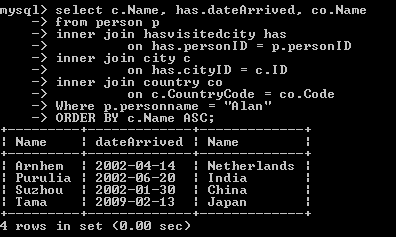 mysql> select c.Name, has.dateArrived, co.Name
    -> from person p
    -> inner join hasvisitedcity has
    ->         on has.personID = p.personID
    -> inner join city c
    ->         on has.cityID = c.ID
    -> inner join country co
    ->         on c.CountryCode = co.Code
    -> Where p.personname = "Alan"
    -> ORDER BY c.Name ASC;
+---------+-------------+-------------+
| Name    | dateArrived | Name        |
+---------+-------------+-------------+
| Arnhem  | 2002-04-14  | Netherlands |
| Purulia | 2002-06-20  | India       |
| Suzhou  | 2002-01-30  | China       |
| Tama    | 2009-02-13  | Japan       |
+---------+-------------+-------------+
4 rows in set (0.00 sec)